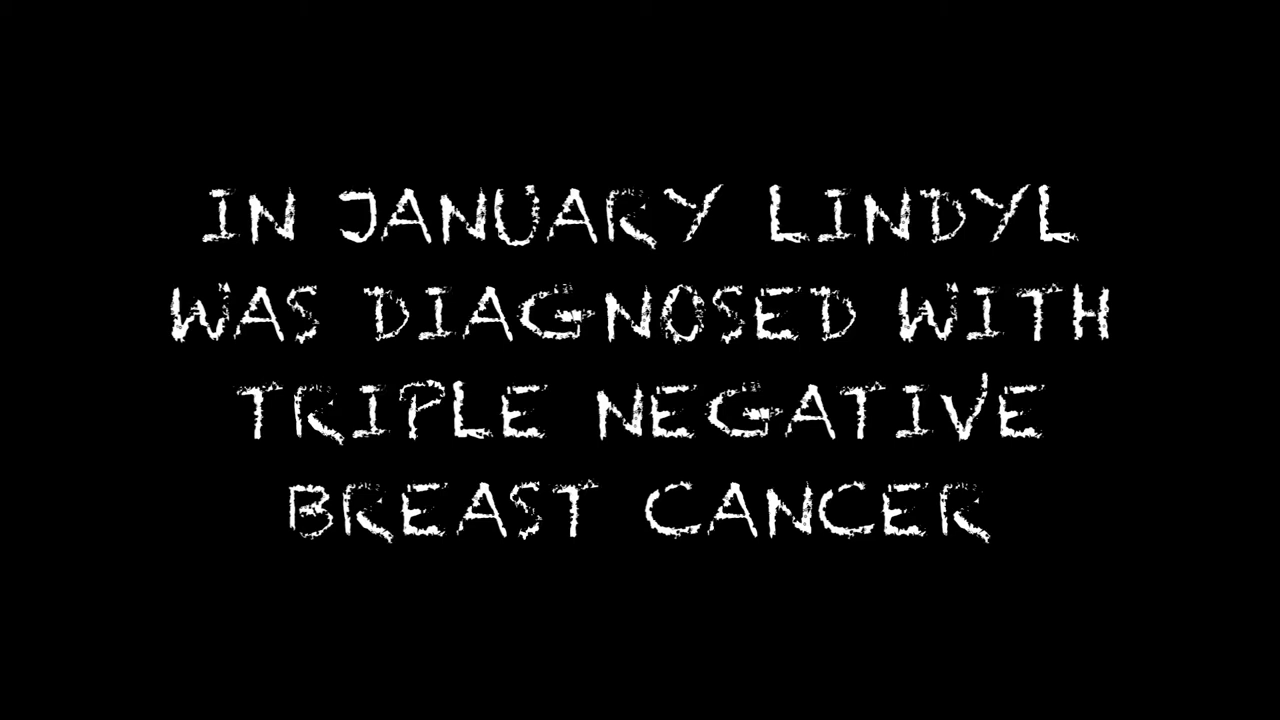 IN JANUARY LINDYL
WAS DIAGNOSED WITH
TRIPLE NEGATIVE
BREAST CANCER